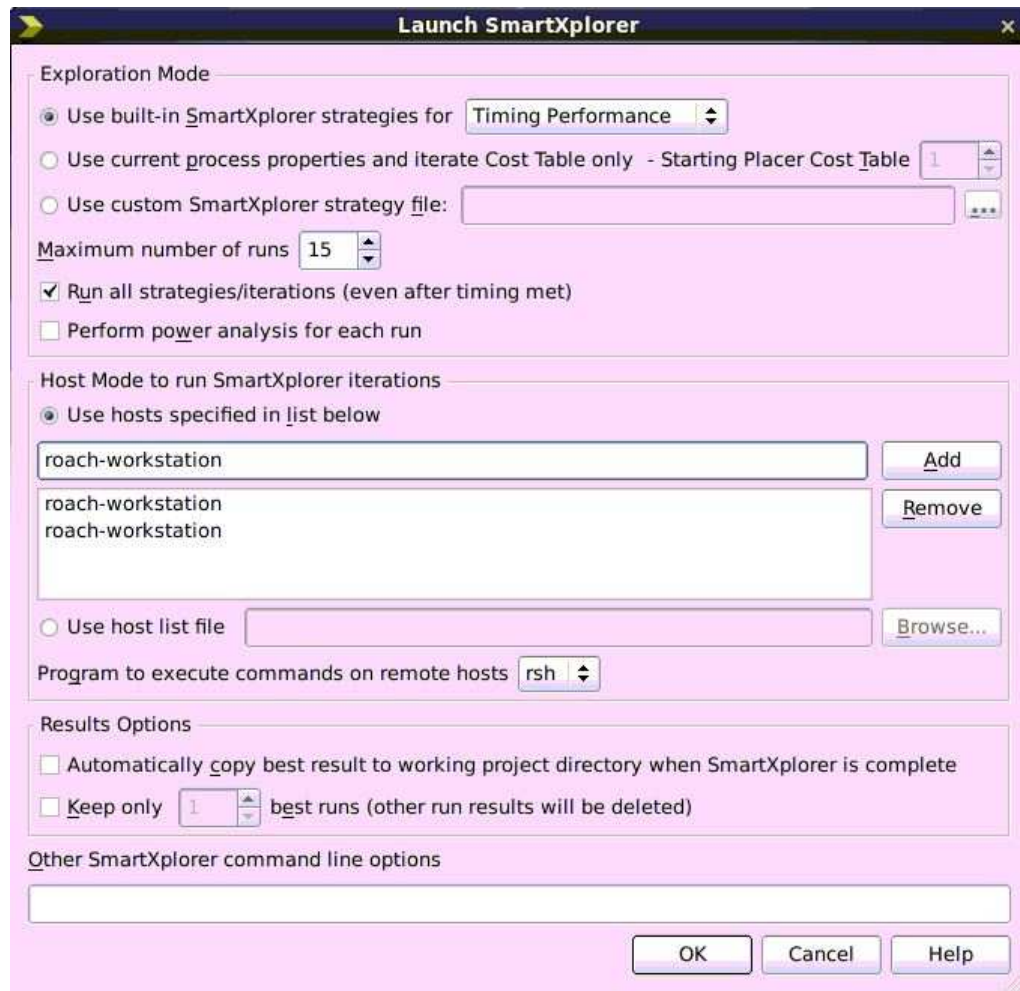 Launch SmartXplorer
Exploration Mode
Use built-in SmartXplorer strategies for Timing Performance
Use current process properties and iterate Cost Table only - Starting Placer Cost Table 1
Use custom SmartXplorer strategy file: ...
Maximum number of runs 15
Run all strategies/iterations (even after timing met)
Perform power analysis for each run
Host Mode to run SmartXplorer iterations
Use hosts specified in list below
roach-workstation Add
roach-workstation Remove
roach-workstation
Use host list file Browse...
Program to execute commands on remote hosts rsh
Results Options
Automatically copy best result to working project directory when SmartXplorer is complete
Keep only 1 best runs (other run results will be deleted)
Other SmartXplorer command line options
OK Cancel Help